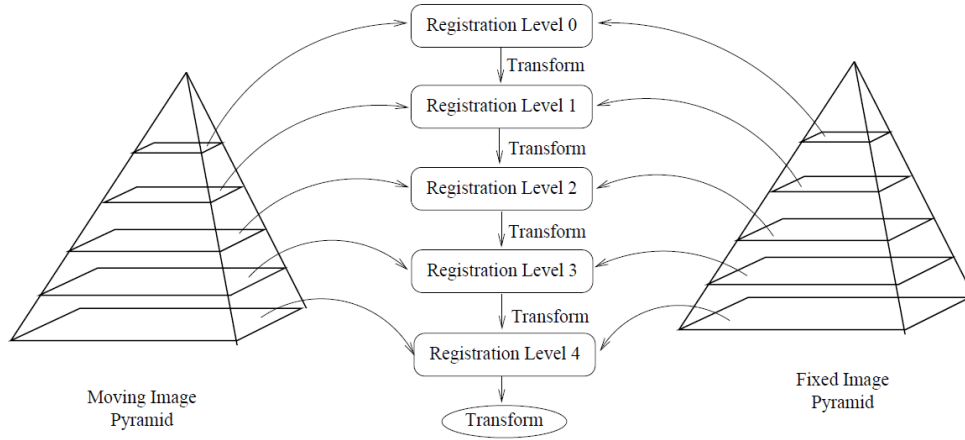 Registration Level 0
Transform
Registration Level 1
Transform
Registration Level 2
Transform
Registration Level 3
Transform
Registration Level 4
Transform
Moving Image
Pyramid
Fixed Image
Pyramid